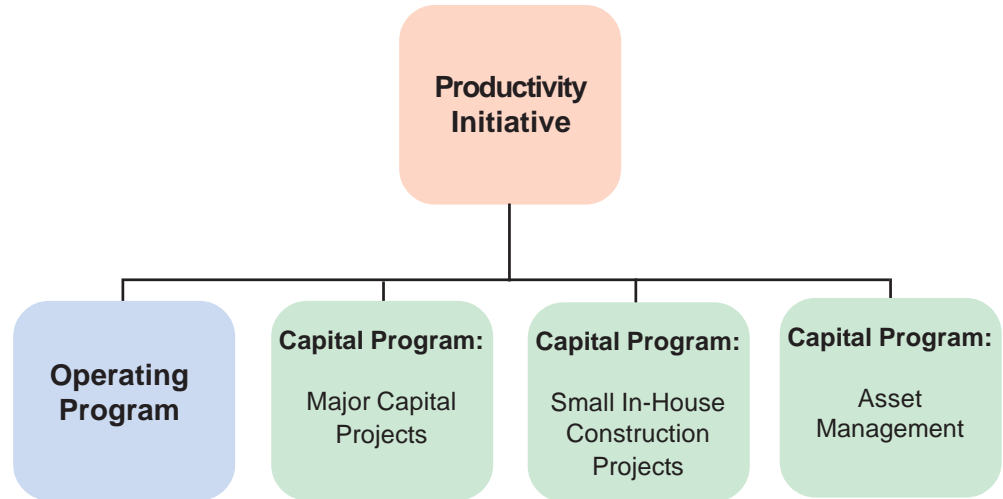 Productivity
Initiative
Operating
Program
Capital Program:
Major Capital
Projects
Capital Program:
Small In-House
Construction
Projects
Capital Program:
Asset
Management